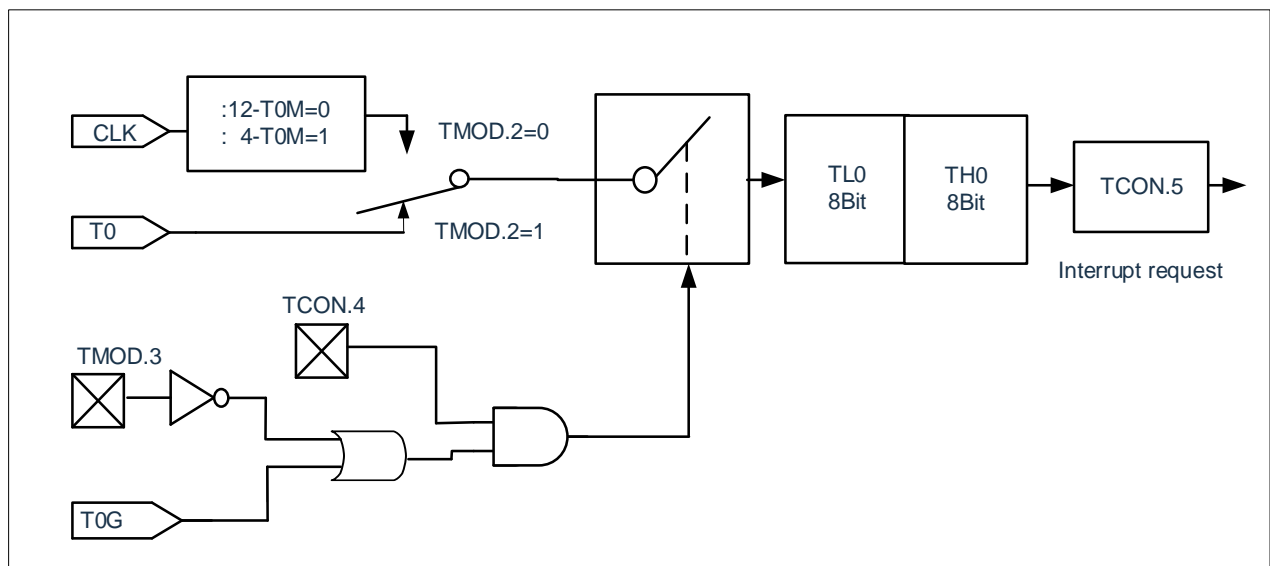 :12-T0M=0
: 4-T0M=1
CLK
TMOD.2=0
T0
TMOD.2=1
TL0
8Bit
TH0
8Bit
TCON.5
Interrupt request
TCON.4
TMOD.3
T0G